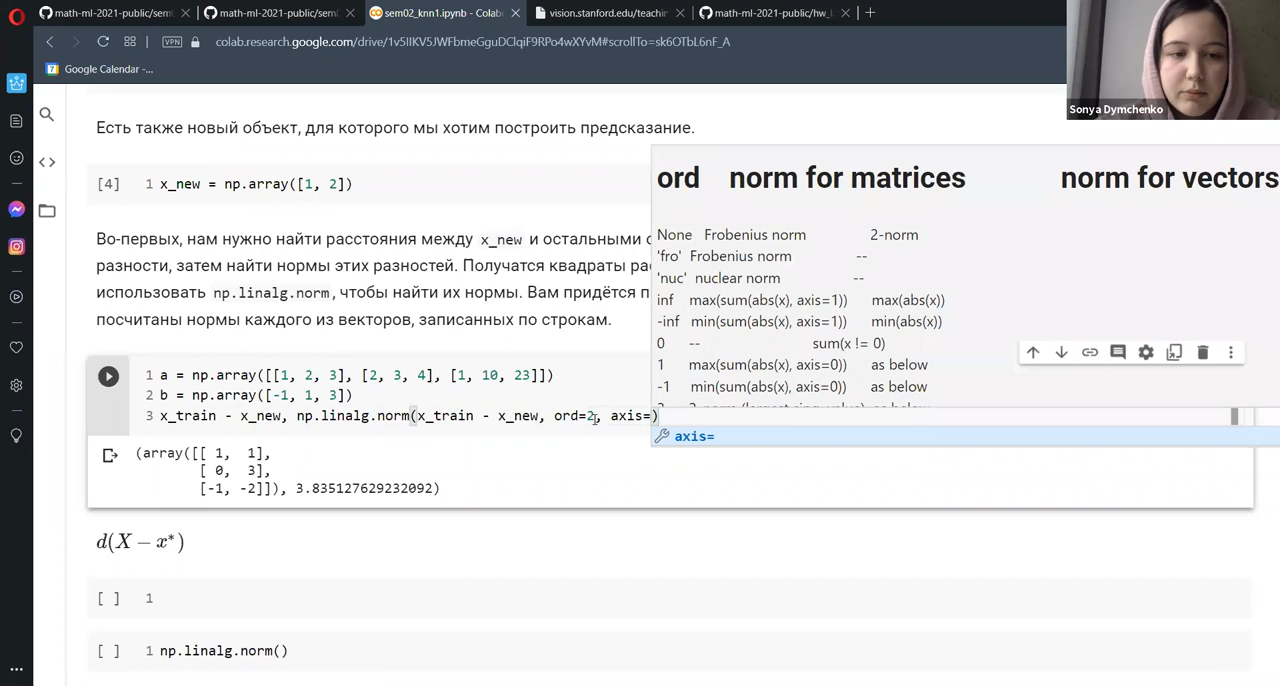 math-ml-2021-public/sem
math-ml-2021-public/sem
sem02_knn1.ipynb - Colab
vision.stanford.edu/teachin
math-ml-2021-public/hw_
VPN
colab.research.google.com/drive/1v5IIKV5JWFbmeGguDClqiF9RPo4wXYvM#scrollTo=sk6OTbL6nF_A
7 Google Calendar -...
Sonya Dymchenko
Есть также новый объект, для которого мы хотим построить предсказание.
[4] 1 x_new = np.array([1, 2])
Во-первых, нам нужно найти расстояния между x_new и остальными
разности, затем найти нормы этих разностей. Получатся квадраты
использовать np.linalg.norm, чтобы найти их нормы. Вам придётся
посчитаны нормы каждого из векторов, записанных по строкам.
ord norm for matrices norm for vectors
None Frobenius norm 2-norm
'fro' Frobenius norm --
'nuc' nuclear norm --
inf max(sum(abs(x), axis=1)) max(abs(x))
-inf min(sum(abs(x), axis=1)) min(abs(x))
0 -- sum(x != 0)
1 max(sum(abs(x), axis=0)) as below
-1 min(sum(abs(x), axis=0)) as below
1 a = np.array([[1, 2, 3], [2, 3, 4], [1, 10, 23]])
2 b = np.array([-1, 1, 3])
3 x_train - x_new, np.linalg.norm(x_train - x_new, ord=2, axis=)
axis=
(array([[ 1, 1],
[ 0, 3],
[-1, -2]]), 3.835127629232092)
d(X − x*)
[ ] 1
[ ] 1 np.linalg.norm()